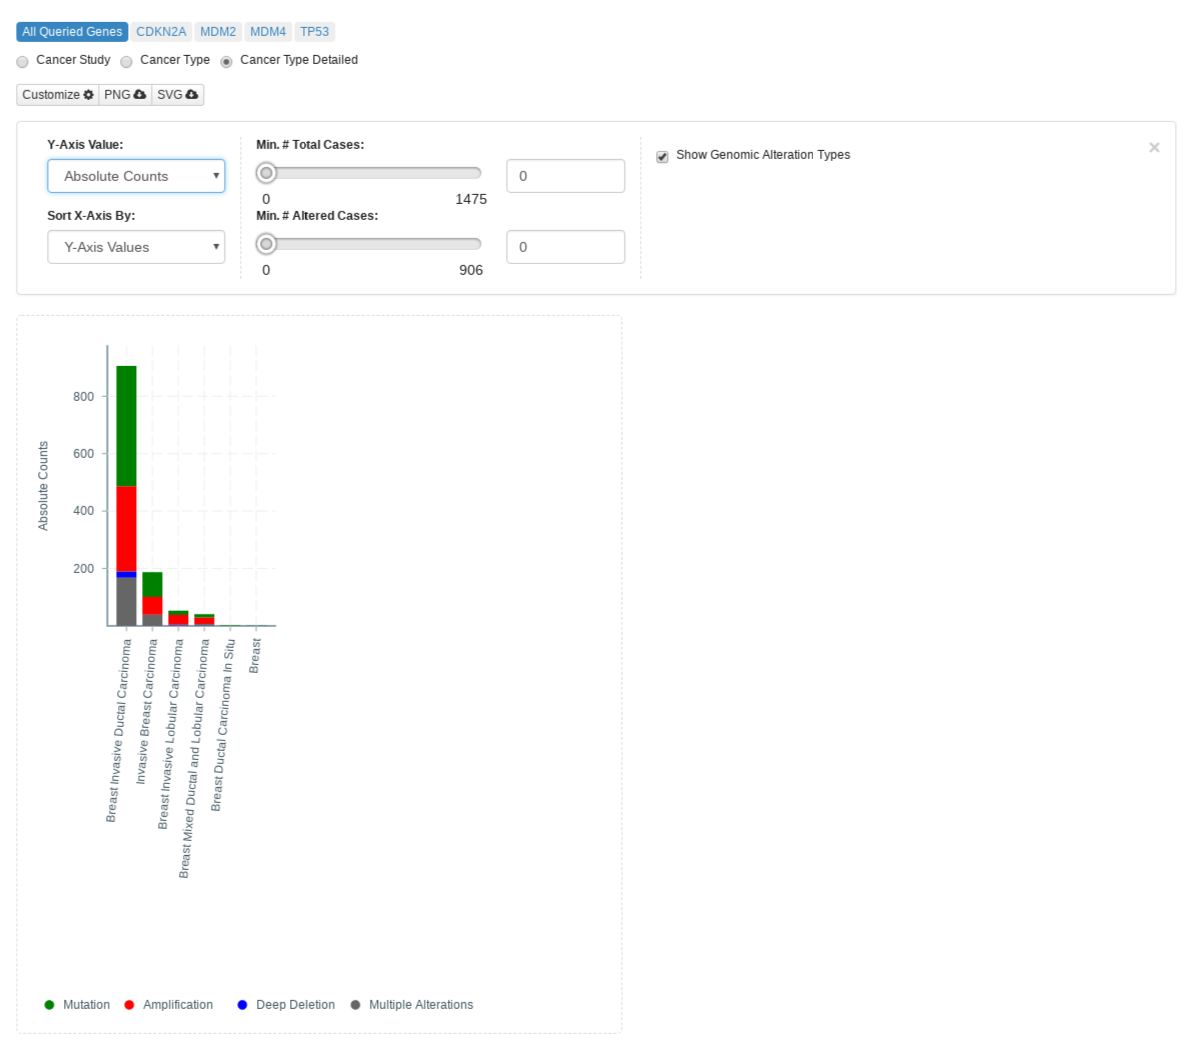 All Queried Genes CDKN2A MDM2 MDM4 TP53
Cancer Study Cancer Type Cancer Type Detailed
Customize PNG SVG
Y-Axis Value: Min. # Total Cases:
Show Genomic Alteration Types ×
Absolute Counts 0
0 1475
Sort X-Axis By: Min. # Altered Cases:
Y-Axis Values 0
0 906
800
600
400
200
Absolute Counts
Breast Invasive Ductal Carcinoma
Invasive Breast Carcinoma
Breast Invasive Lobular Carcinoma
Breast Mixed Ductal and Lobular Carcinoma
Breast Ductal Carcinoma In Situ
Breast
Mutation Amplification Deep Deletion Multiple Alterations